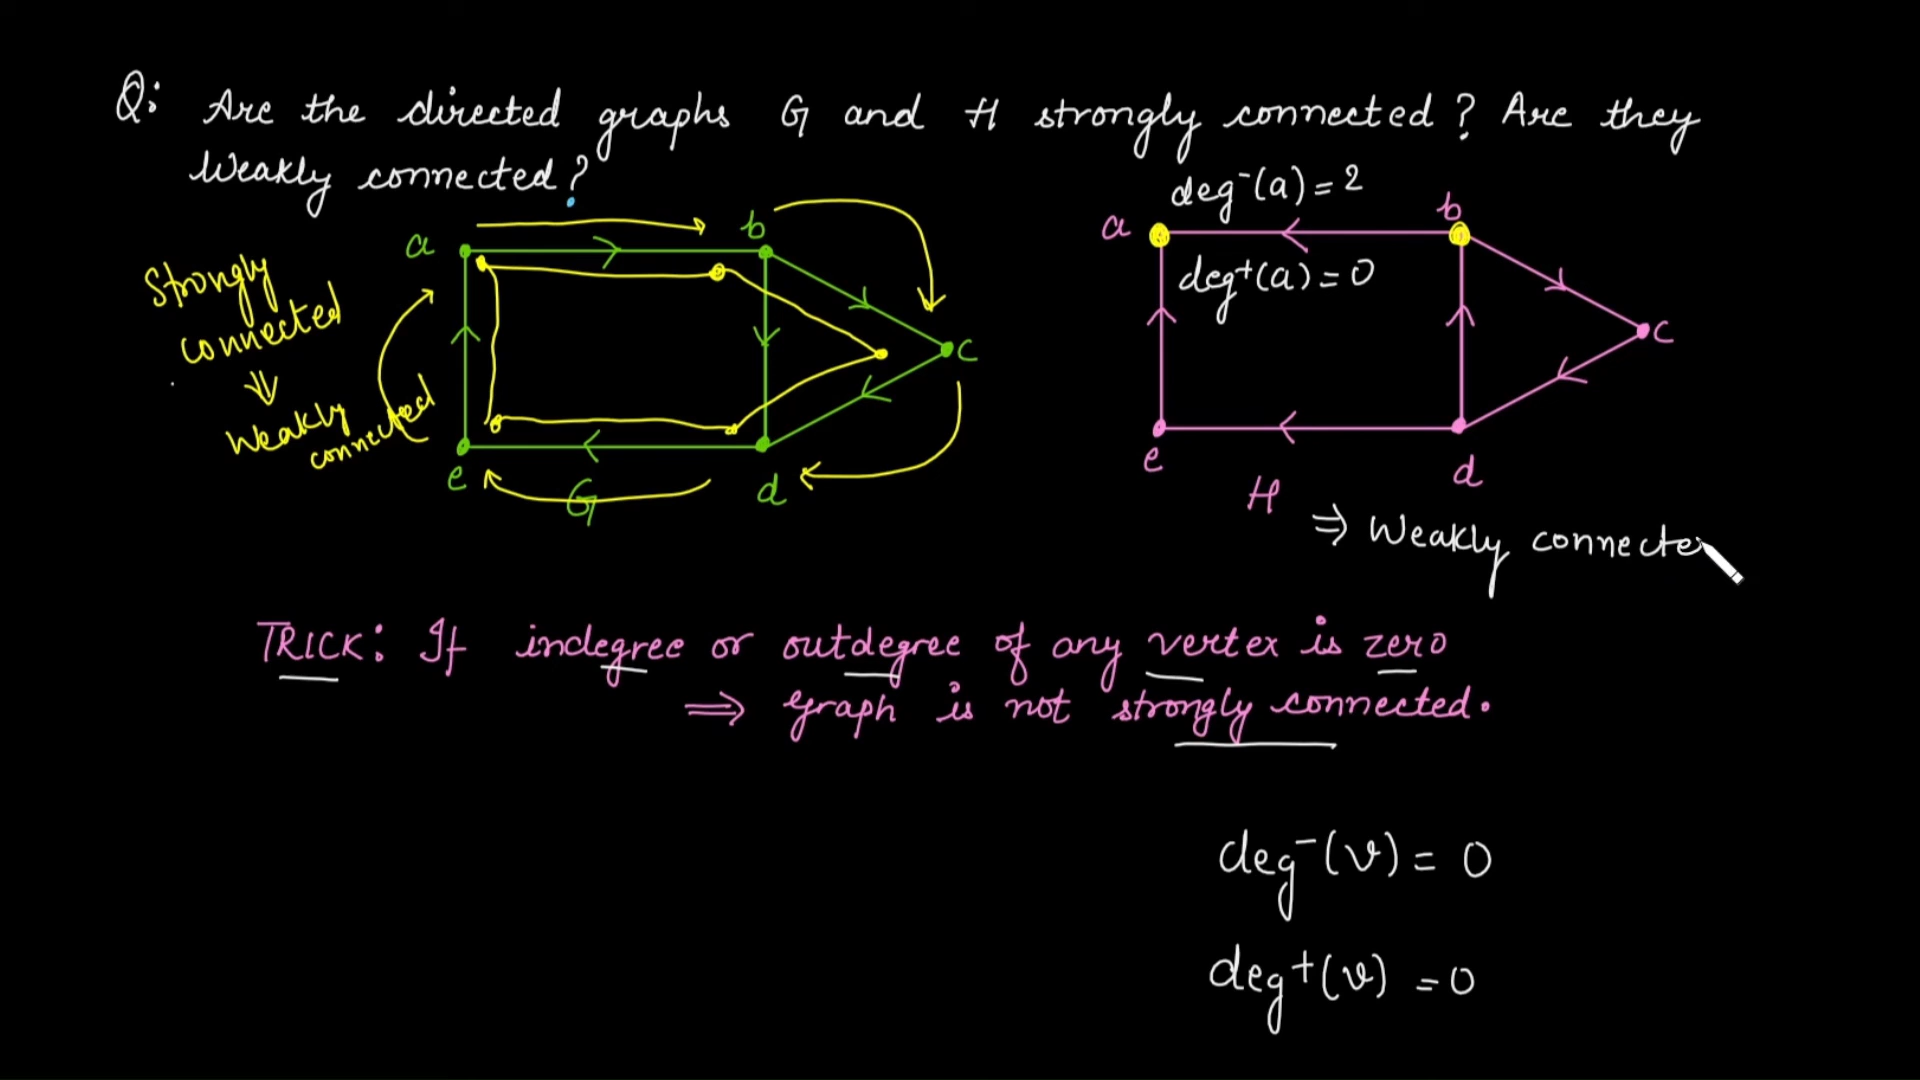 Q: Are the directed graphs G and H strongly connected? Are they
Weakly connected?
a
b
c
d
e
G
Strongly
connected
⇓
Weakly
connected
deg⁻(a) = 2
deg⁺(a) = 0
a
b
c
d
e
H
⇒ Weakly connecte
TRICK: If indegree or outdegree of any vertex is zero
⇒ graph is not strongly connected.
deg⁻(v) = 0
deg⁺(v) = 0